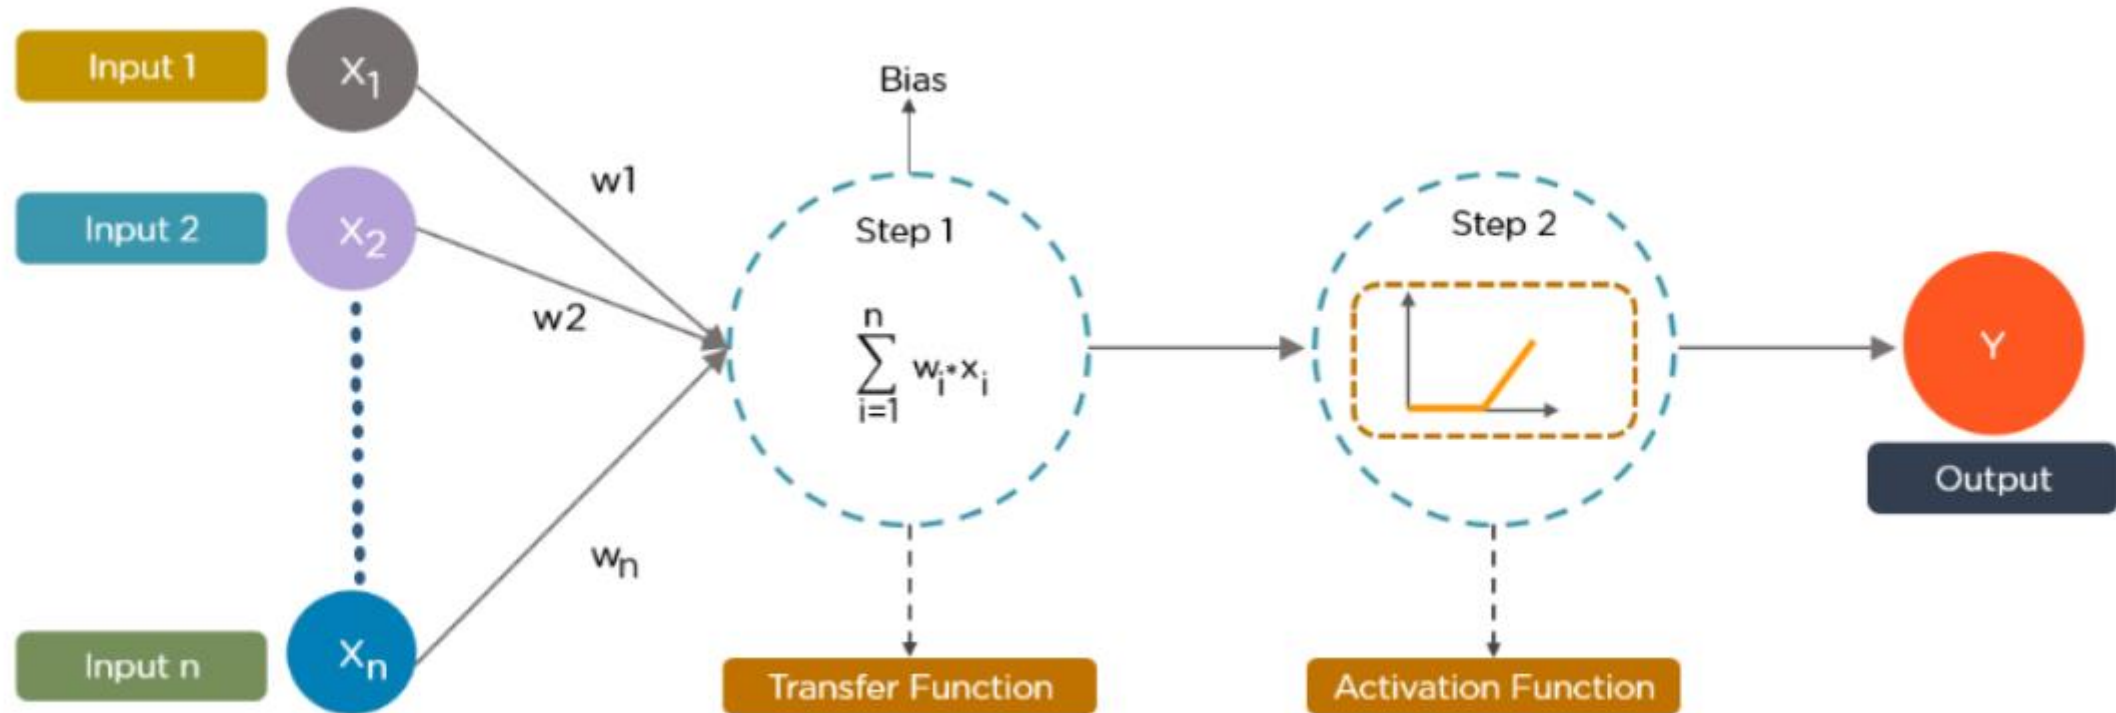 Input 1
X₁
w1
Input 2
X₂
w2
Input n
Xₙ
wₙ
Bias
Step 1
n
∑ wᵢ*xᵢ
i=1
Transfer Function
Step 2
Activation Function
Y
Output